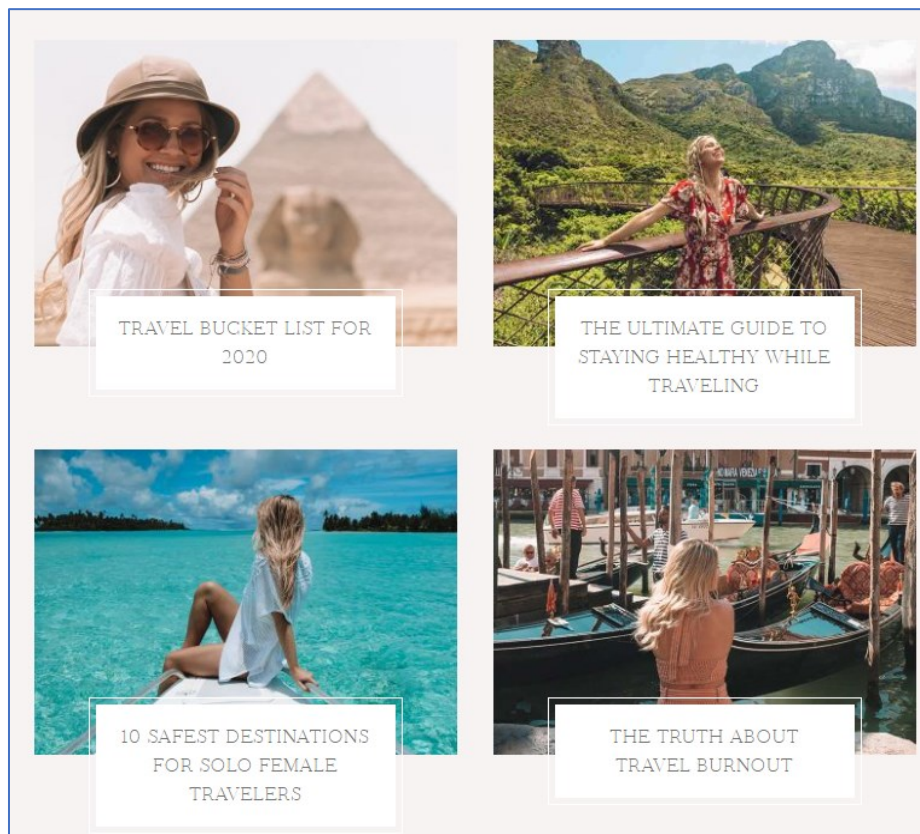 TRAVEL BUCKET LIST FOR
2020
THE ULTIMATE GUIDE TO
STAYING HEALTHY WHILE
TRAVELING
10 SAFEST DESTINATIONS
FOR SOLO FEMALE
TRAVELERS
THE TRUTH ABOUT
TRAVEL BURNOUT